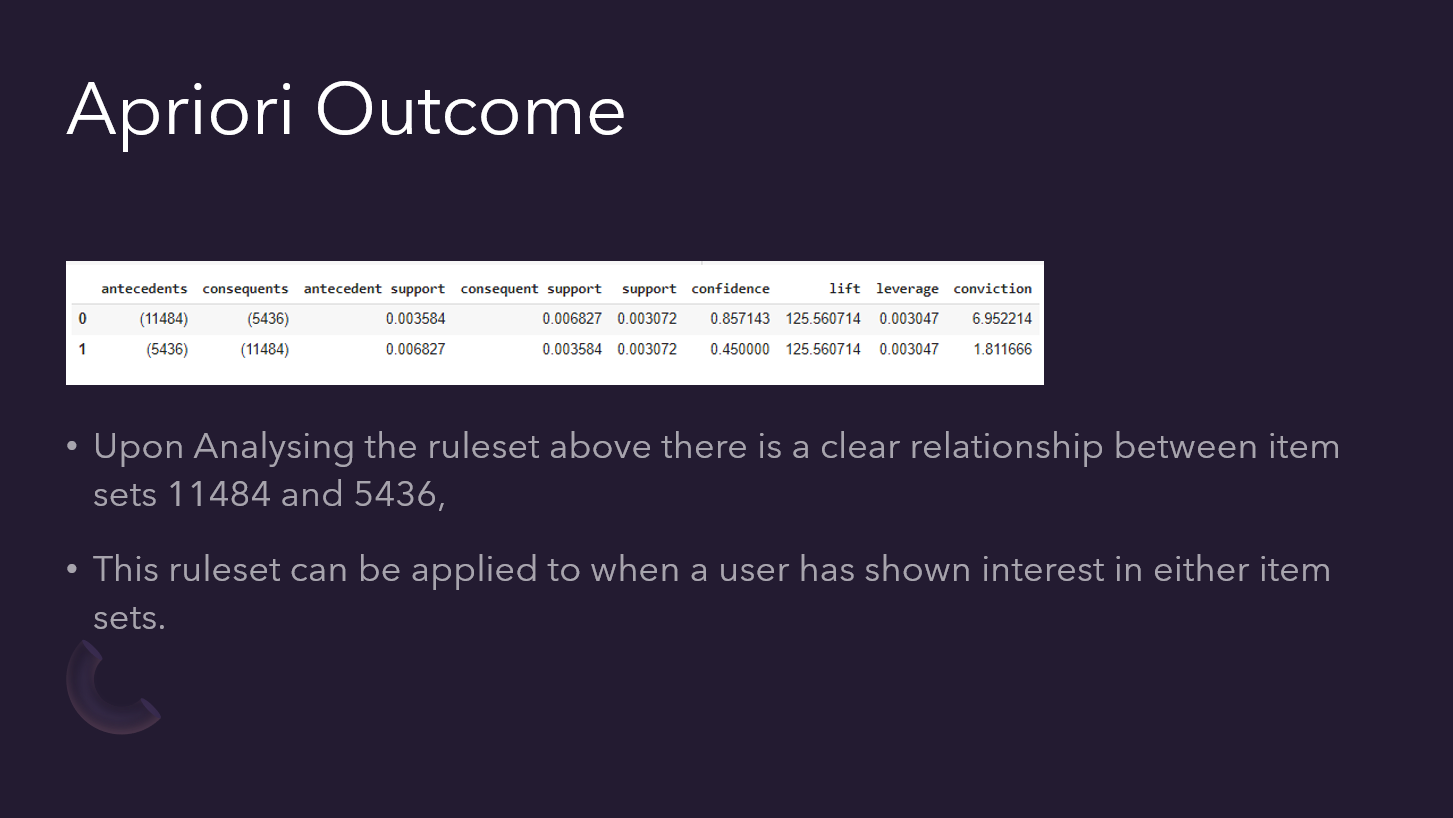 Apriori Outcome
antecedents consequents antecedent support consequent support support confidence lift leverage conviction
0 (11484) (5436) 0.003584 0.006827 0.003072 0.857143 125.560714 0.003047 6.952214
1 (5436) (11484) 0.006827 0.003584 0.003072 0.450000 125.560714 0.003047 1.811666
• Upon Analysing the ruleset above there is a clear relationship between item
sets 11484 and 5436,
• This ruleset can be applied to when a user has shown interest in either item
sets.